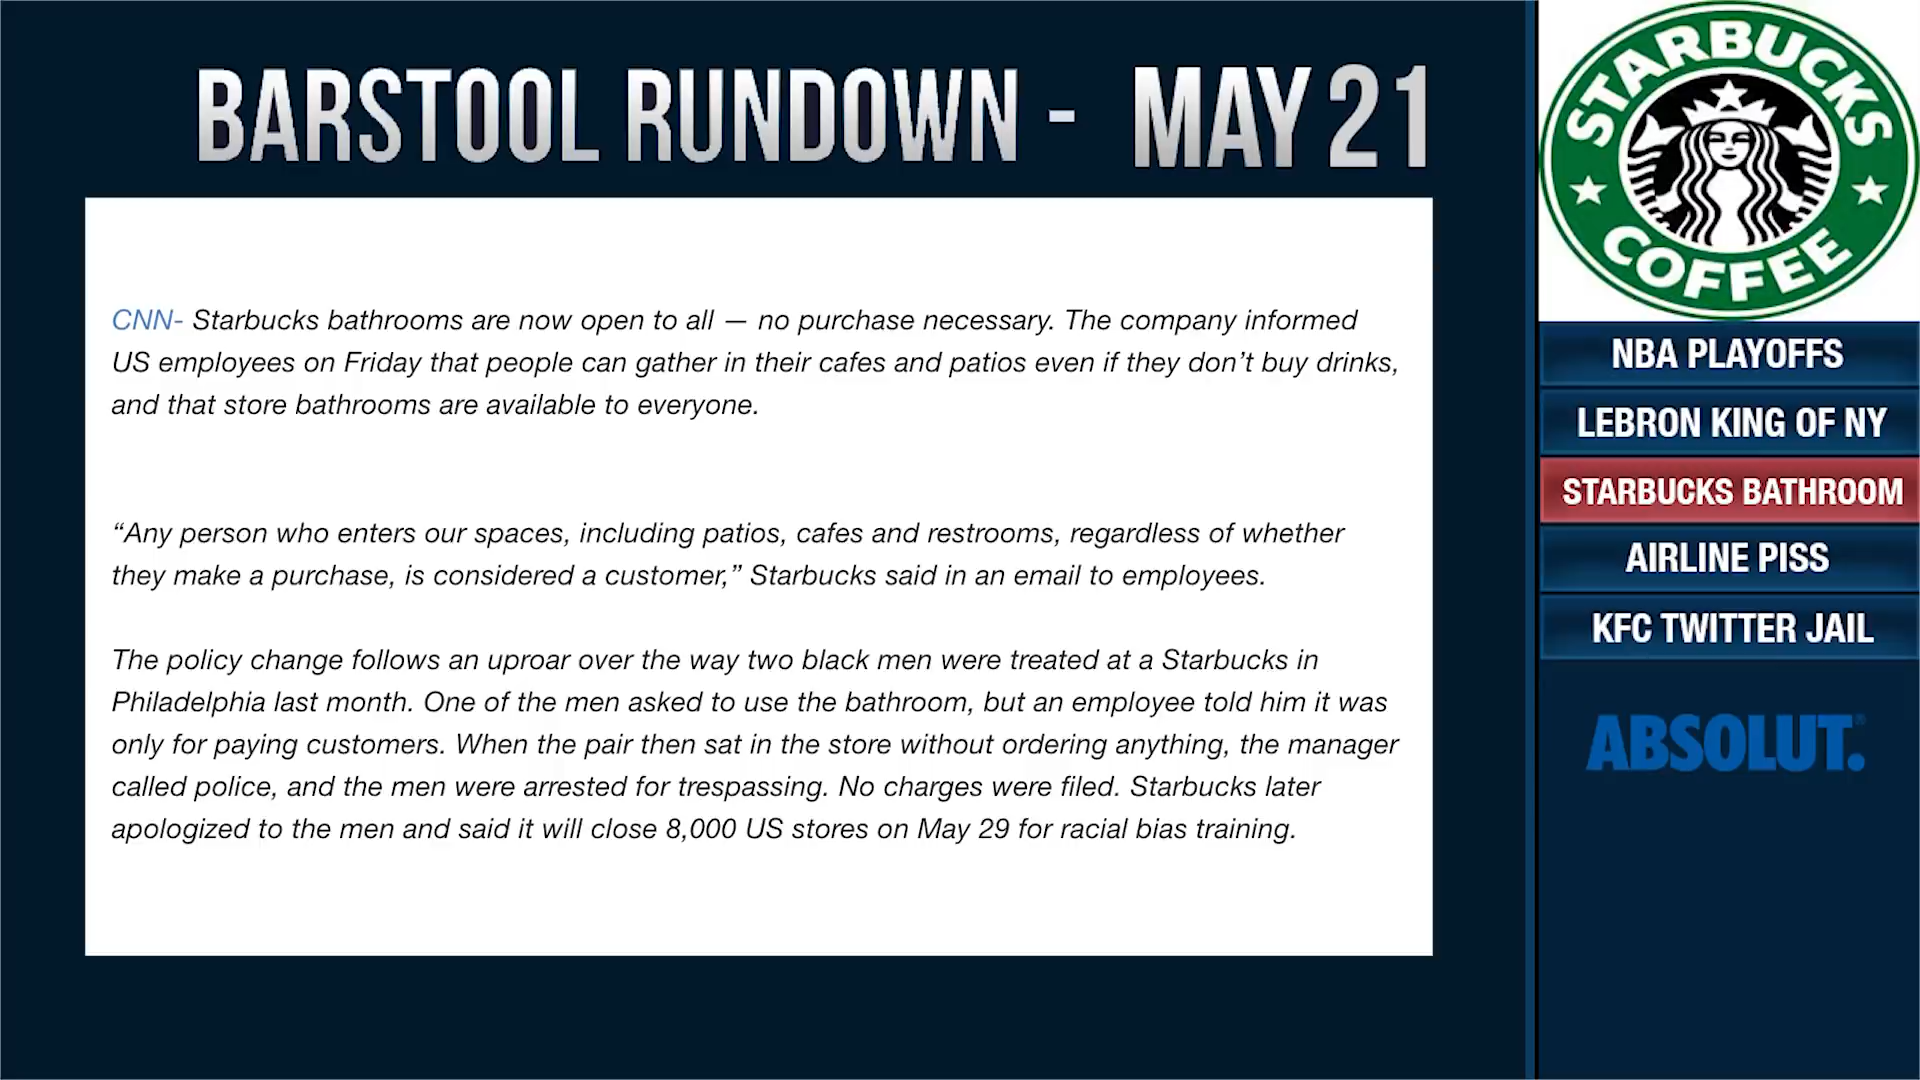 BARSTOOL RUNDOWN - MAY 21
CNN- Starbucks bathrooms are now open to all — no purchase necessary. The company informed
US employees on Friday that people can gather in their cafes and patios even if they don’t buy drinks,
and that store bathrooms are available to everyone.
“Any person who enters our spaces, including patios, cafes and restrooms, regardless of whether
they make a purchase, is considered a customer,” Starbucks said in an email to employees.
The policy change follows an uproar over the way two black men were treated at a Starbucks in
Philadelphia last month. One of the men asked to use the bathroom, but an employee told him it was
only for paying customers. When the pair then sat in the store without ordering anything, the manager
called police, and the men were arrested for trespassing. No charges were filed. Starbucks later
apologized to the men and said it will close 8,000 US stores on May 29 for racial bias training.
STARBUCKS
COFFEE
NBA PLAYOFFS
LEBRON KING OF NY
STARBUCKS BATHROOM
AIRLINE PISS
KFC TWITTER JAIL
ABSOLUT.®